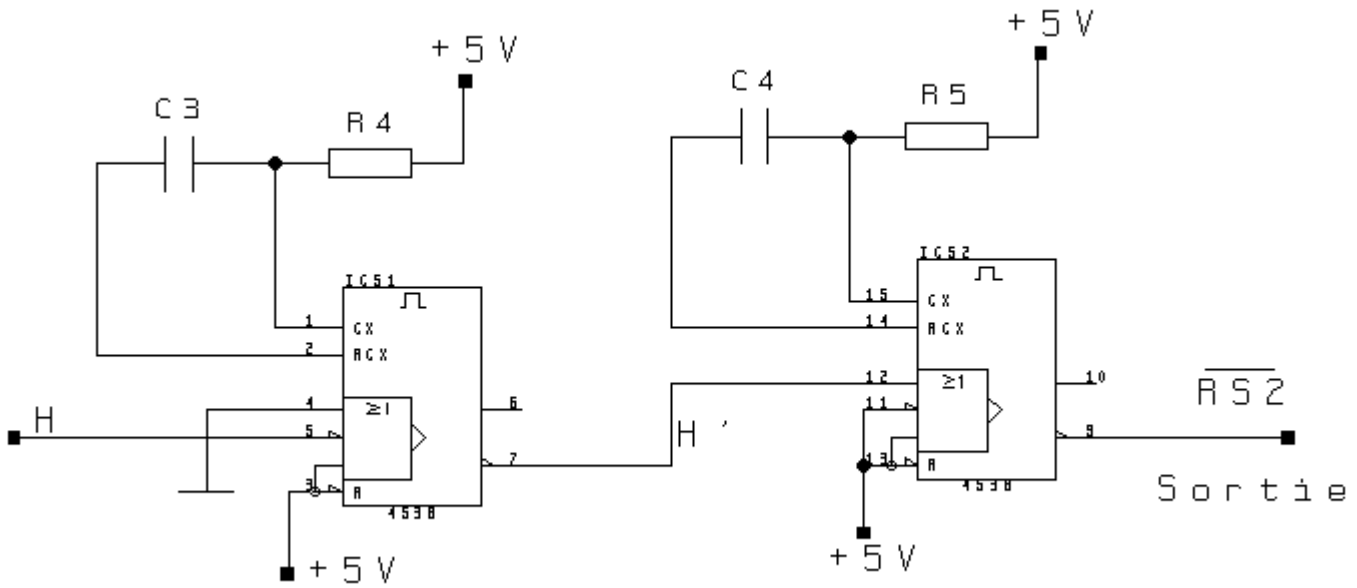 + 5 V
C 3
R 4
+ 5 V
C 4
R 5
IC51
1 CX
2 RCX
4 ≥1
5
3 R
6
7
4538
H
+ 5 V
H '
IC52
15 CX
14 RCX
12 ≥1
11
13 R
10
9
4538
+ 5 V
R̅S̅2̅
Sortie